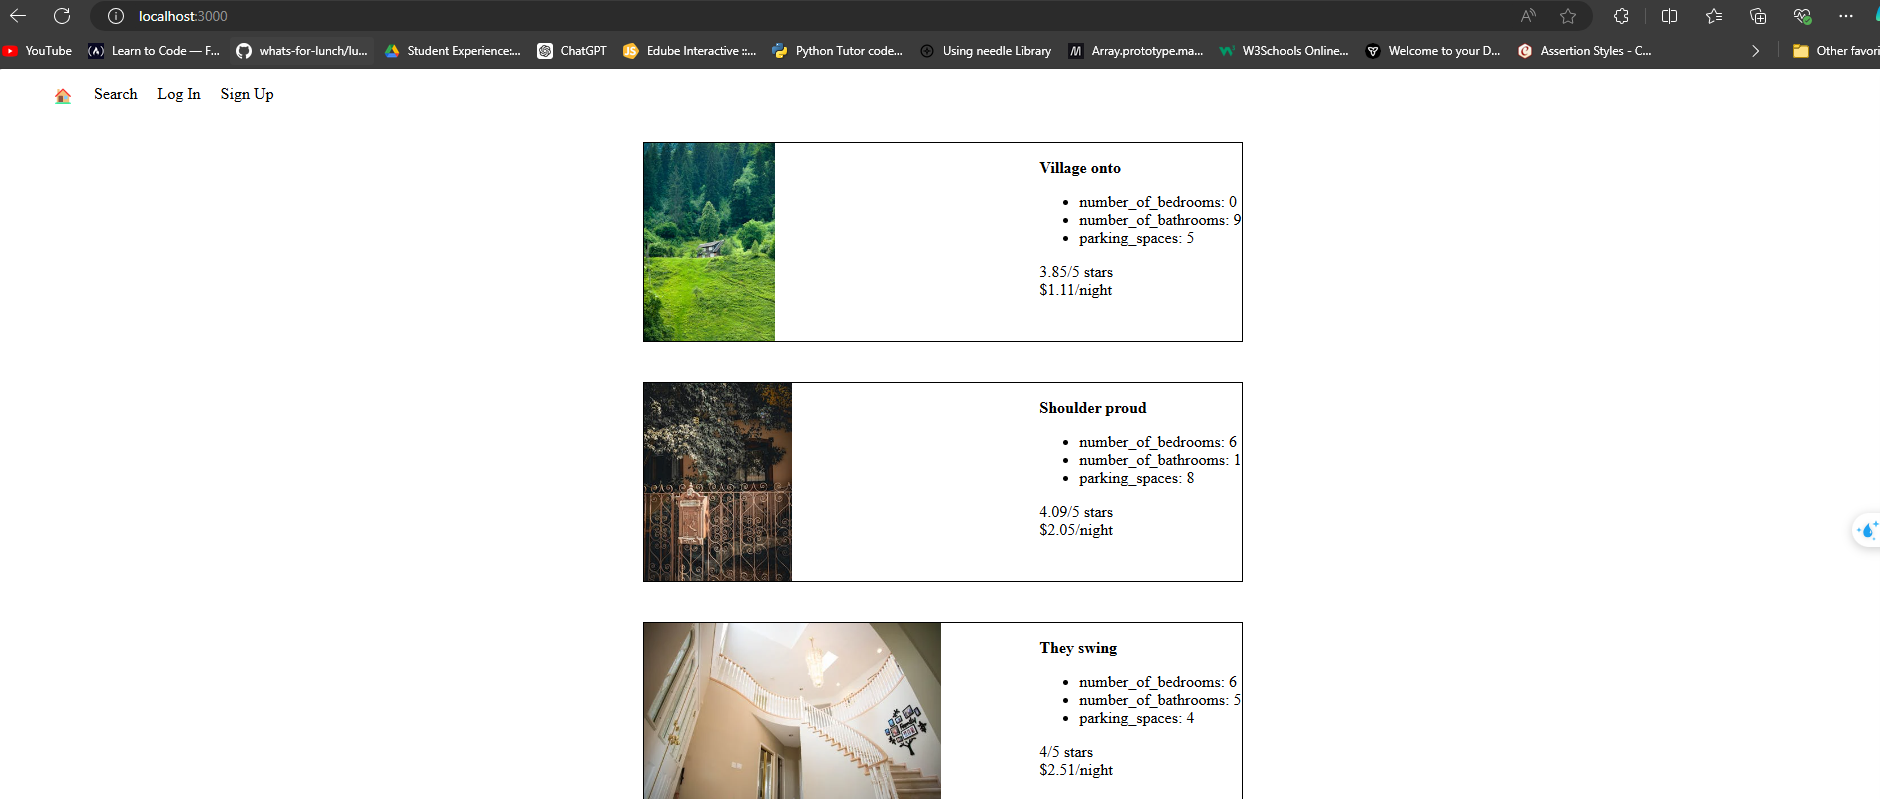 localhost:3000
YouTube Learn to Code — F... whats-for-lunch/lu... Student Experience:... ChatGPT Edube Interactive ::... Python Tutor code... Using needle Library Array.prototype.ma... W3Schools Online... Welcome to your D... Assertion Styles - C... Other favori
Search Log In Sign Up
Village onto
number_of_bedrooms: 0
number_of_bathrooms: 9
parking_spaces: 5
3.85/5 stars
$1.11/night
Shoulder proud
number_of_bedrooms: 6
number_of_bathrooms: 1
parking_spaces: 8
4.09/5 stars
$2.05/night
They swing
number_of_bedrooms: 6
number_of_bathrooms: 5
parking_spaces: 4
4/5 stars
$2.51/night